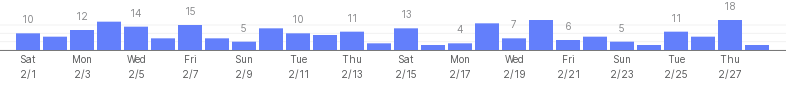 10 12 14 15 5 10 11 13 4 7 6 5 11 18
Sat Mon Wed Fri Sun Tue Thu Sat Mon Wed Fri Sun Tue Thu
2/1 2/3 2/5 2/7 2/9 2/11 2/13 2/15 2/17 2/19 2/21 2/23 2/25 2/27